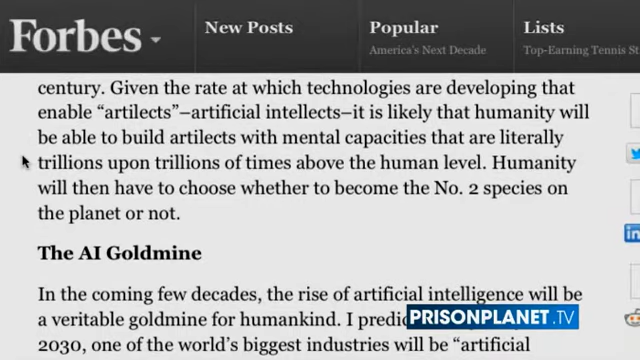 Forbes
New Posts
Popular
America's Next Decade
Lists
Top-Earning Tennis
century. Given the rate at which technologies are developing that
enable “artilects”–artificial intellects–it is likely that humanity will
be able to build artilects with mental capacities that are literally
trillions upon trillions of times above the human level. Humanity
will then have to choose whether to become the No. 2 species on
the planet or not.
The AI Goldmine
In the coming few decades, the rise of artificial intelligence will be
a veritable goldmine for humankind. I
PRISONPLANET.TV
2030, one of the world’s biggest industries will be “artificial
in